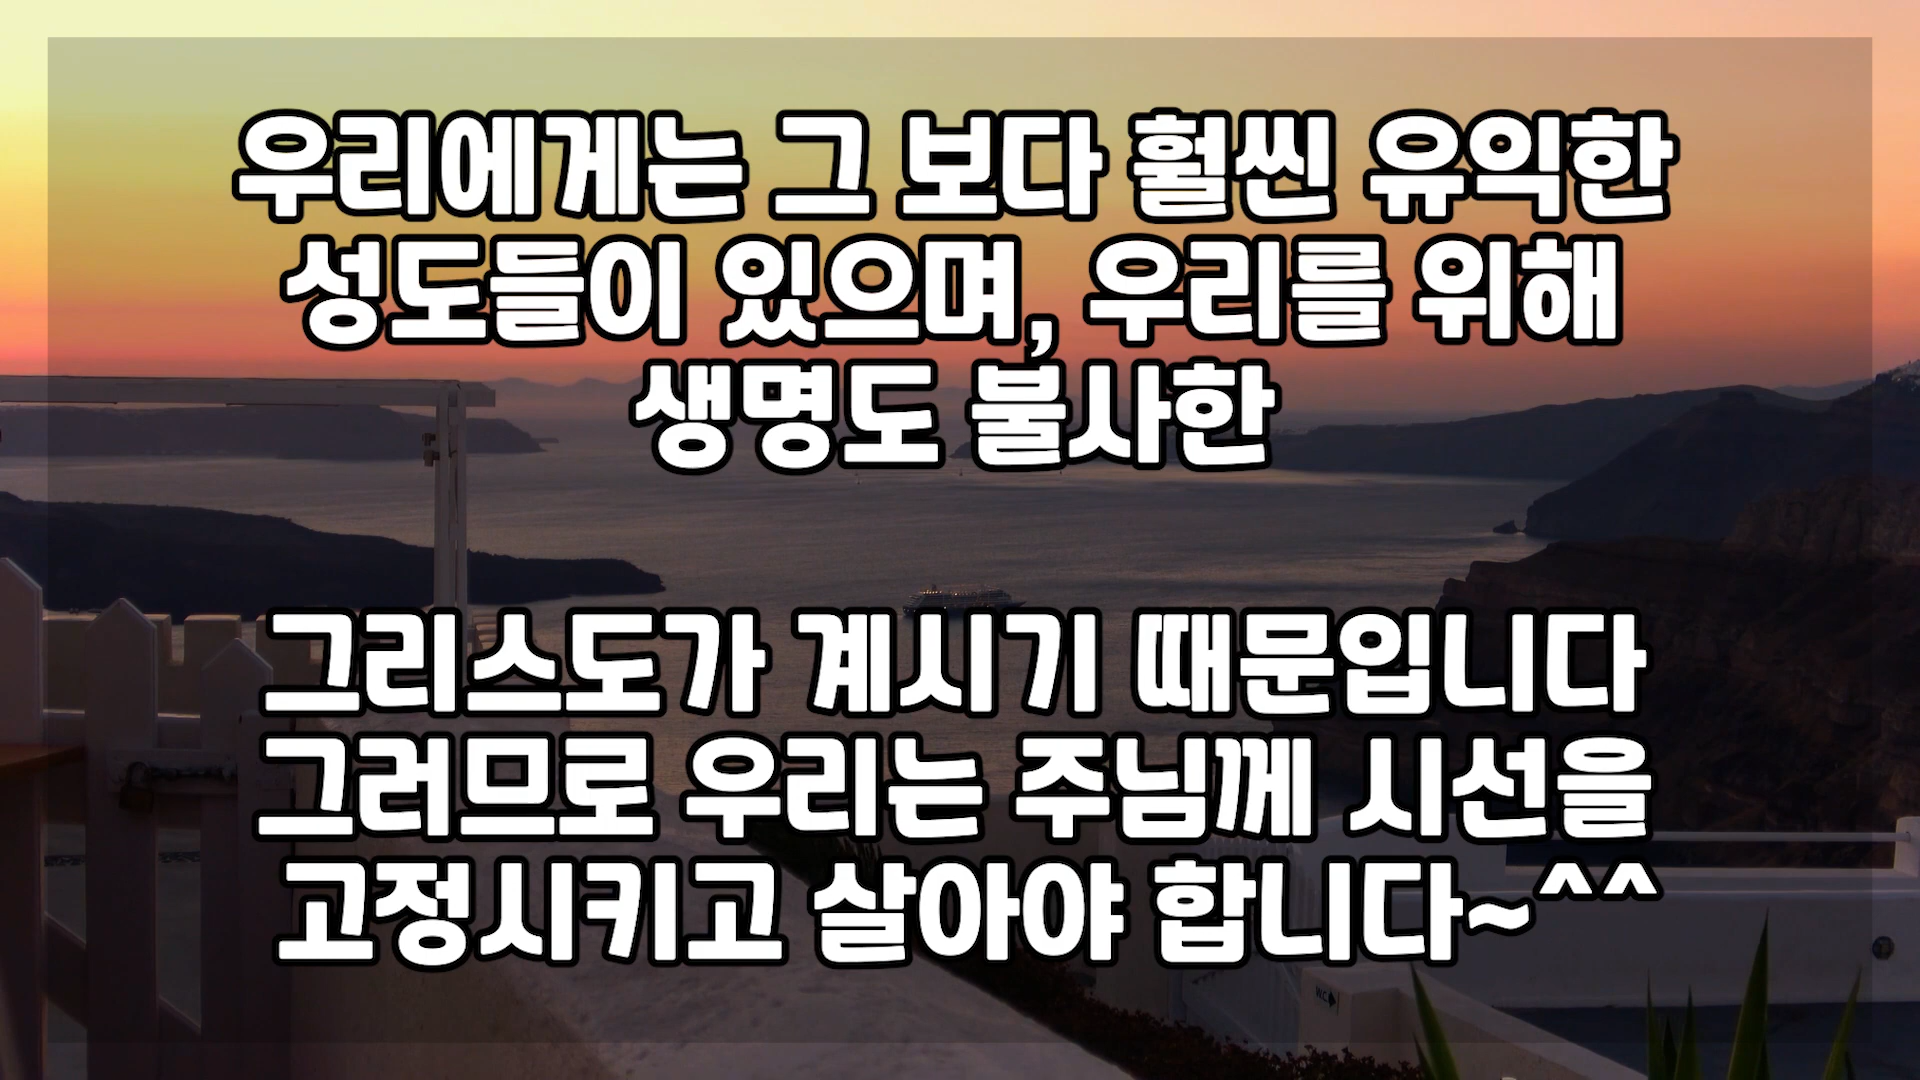 우리에게는 그 보다 훨씬 유익한
성도들이 있으며, 우리를 위해
생명도 불사한
그리스도가 계시기 때문입니다
그러므로 우리는 주님께 시선을
고정시키고 살아야 합니다~^^
WC